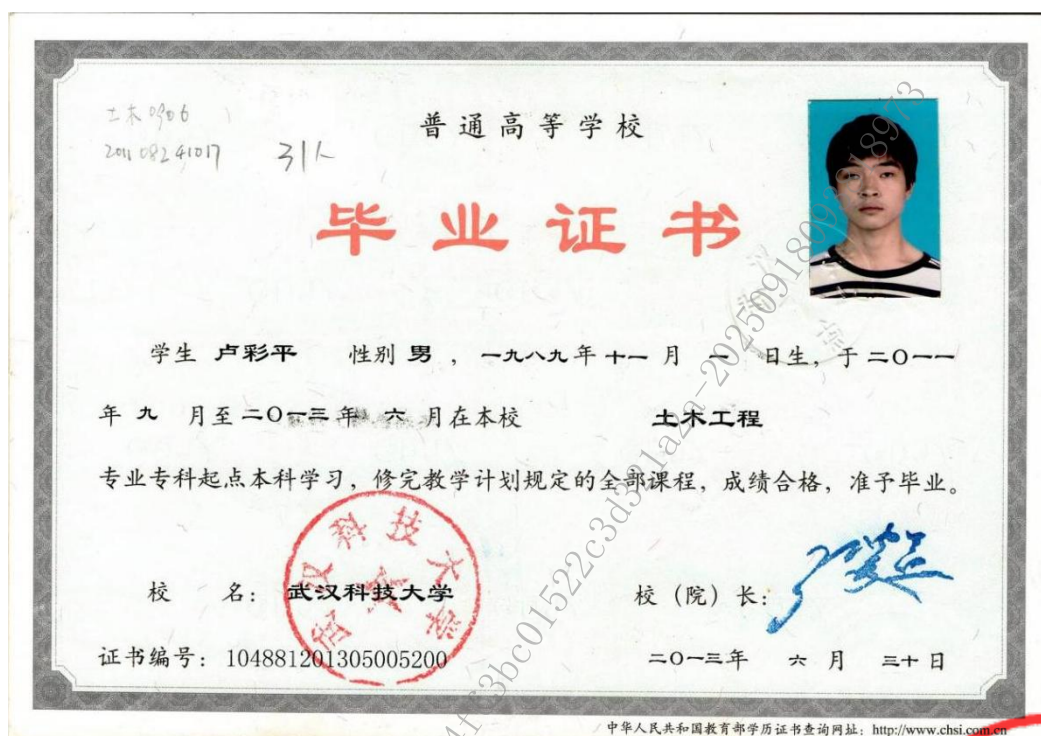 土木0906
201108241017 31人
普通高等学校
毕业证书
学生 卢彩平 性别 男 ，一九八九年 十一 月 一 日生，于 二〇一一
年 九 月至 二〇一三 年 六 月在本校 土木工程
专业专科起点本科学习，修完教学计划规定的全部课程，成绩合格，准予毕业。
校 名： 武汉科技大学 校（院）长：
证书编号：104881201305005200 二〇一三年 六 月 三十 日
武汉科技大学
中华人民共和国教育部学历证书查询网址：http://www.chsi.com.cn